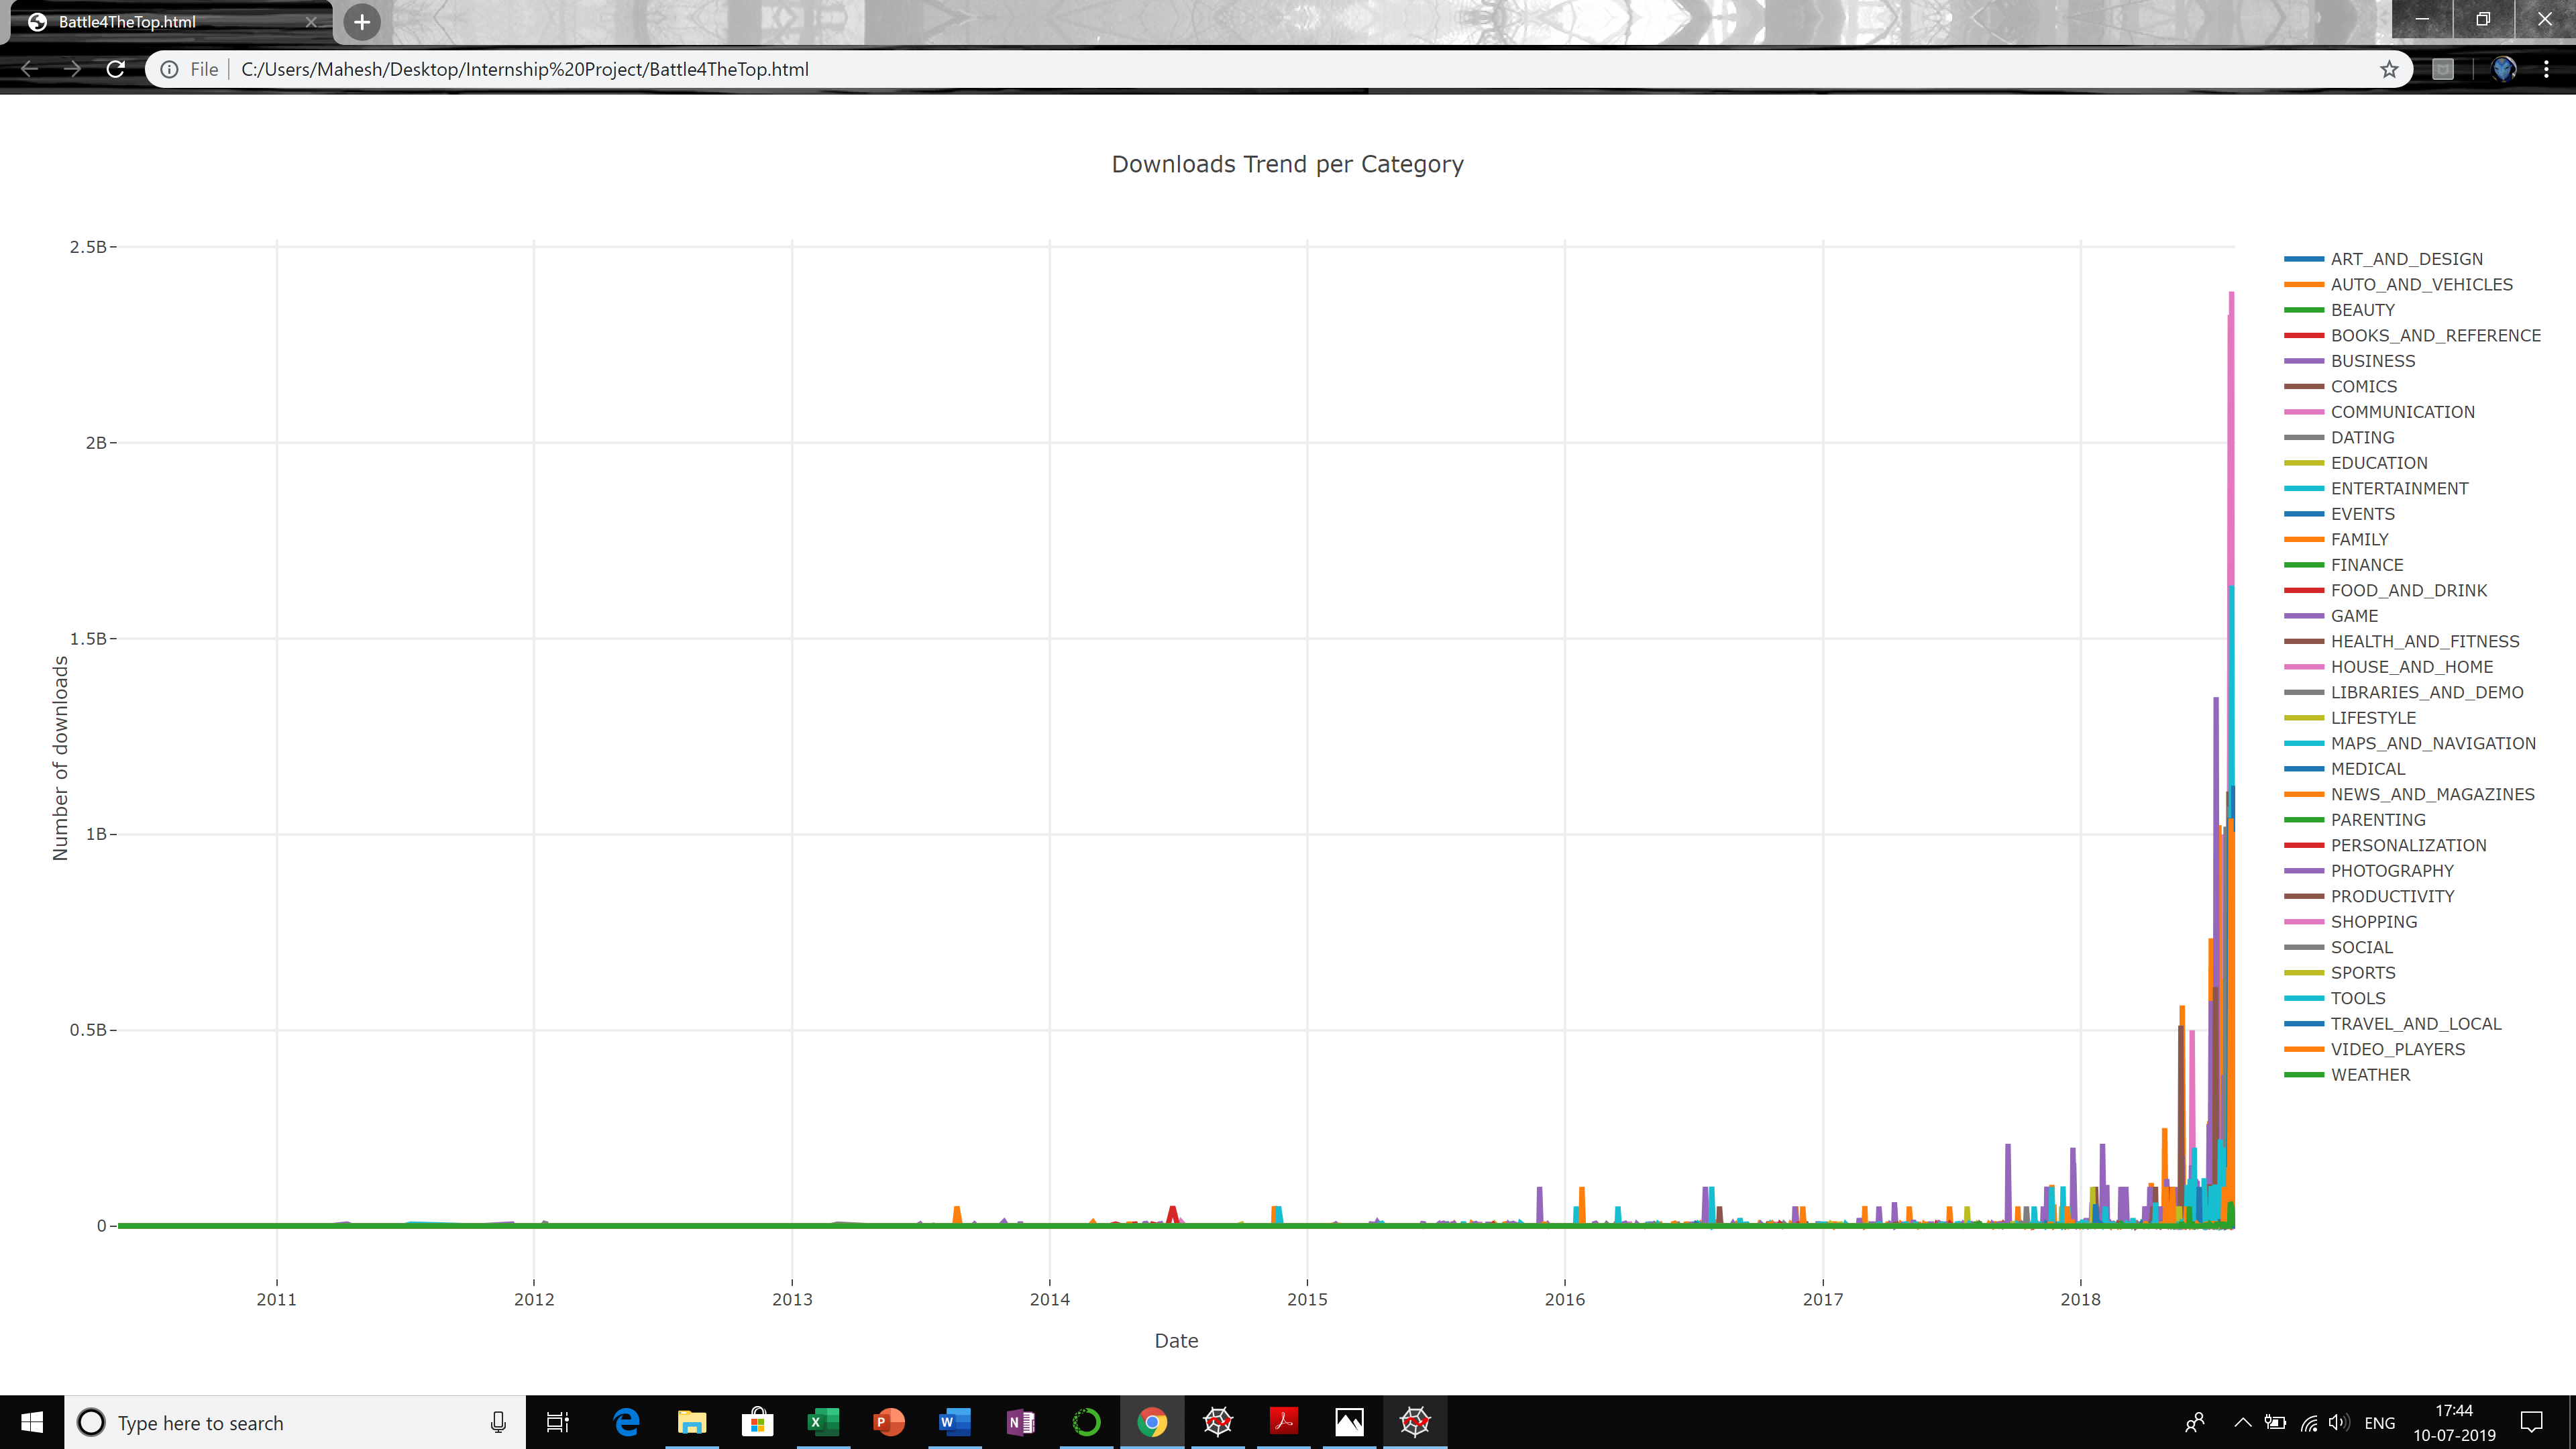 Battle4TheTop.html
File
C:/Users/Mahesh/Desktop/Internship%20Project/Battle4TheTop.html
Downloads Trend per Category
2.5B
2B
1.5B
1B
0.5B
0
Number of downloads
2011 2012 2013 2014 2015 2016 2017 2018
Date
ART_AND_DESIGN
AUTO_AND_VEHICLES
BEAUTY
BOOKS_AND_REFERENCE
BUSINESS
COMICS
COMMUNICATION
DATING
EDUCATION
ENTERTAINMENT
EVENTS
FAMILY
FINANCE
FOOD_AND_DRINK
GAME
HEALTH_AND_FITNESS
HOUSE_AND_HOME
LIBRARIES_AND_DEMO
LIFESTYLE
MAPS_AND_NAVIGATION
MEDICAL
NEWS_AND_MAGAZINES
PARENTING
PERSONALIZATION
PHOTOGRAPHY
PRODUCTIVITY
SHOPPING
SOCIAL
SPORTS
TOOLS
TRAVEL_AND_LOCAL
VIDEO_PLAYERS
WEATHER
Type here to search
X
P
W
N
ENG
17:44
10-07-2019